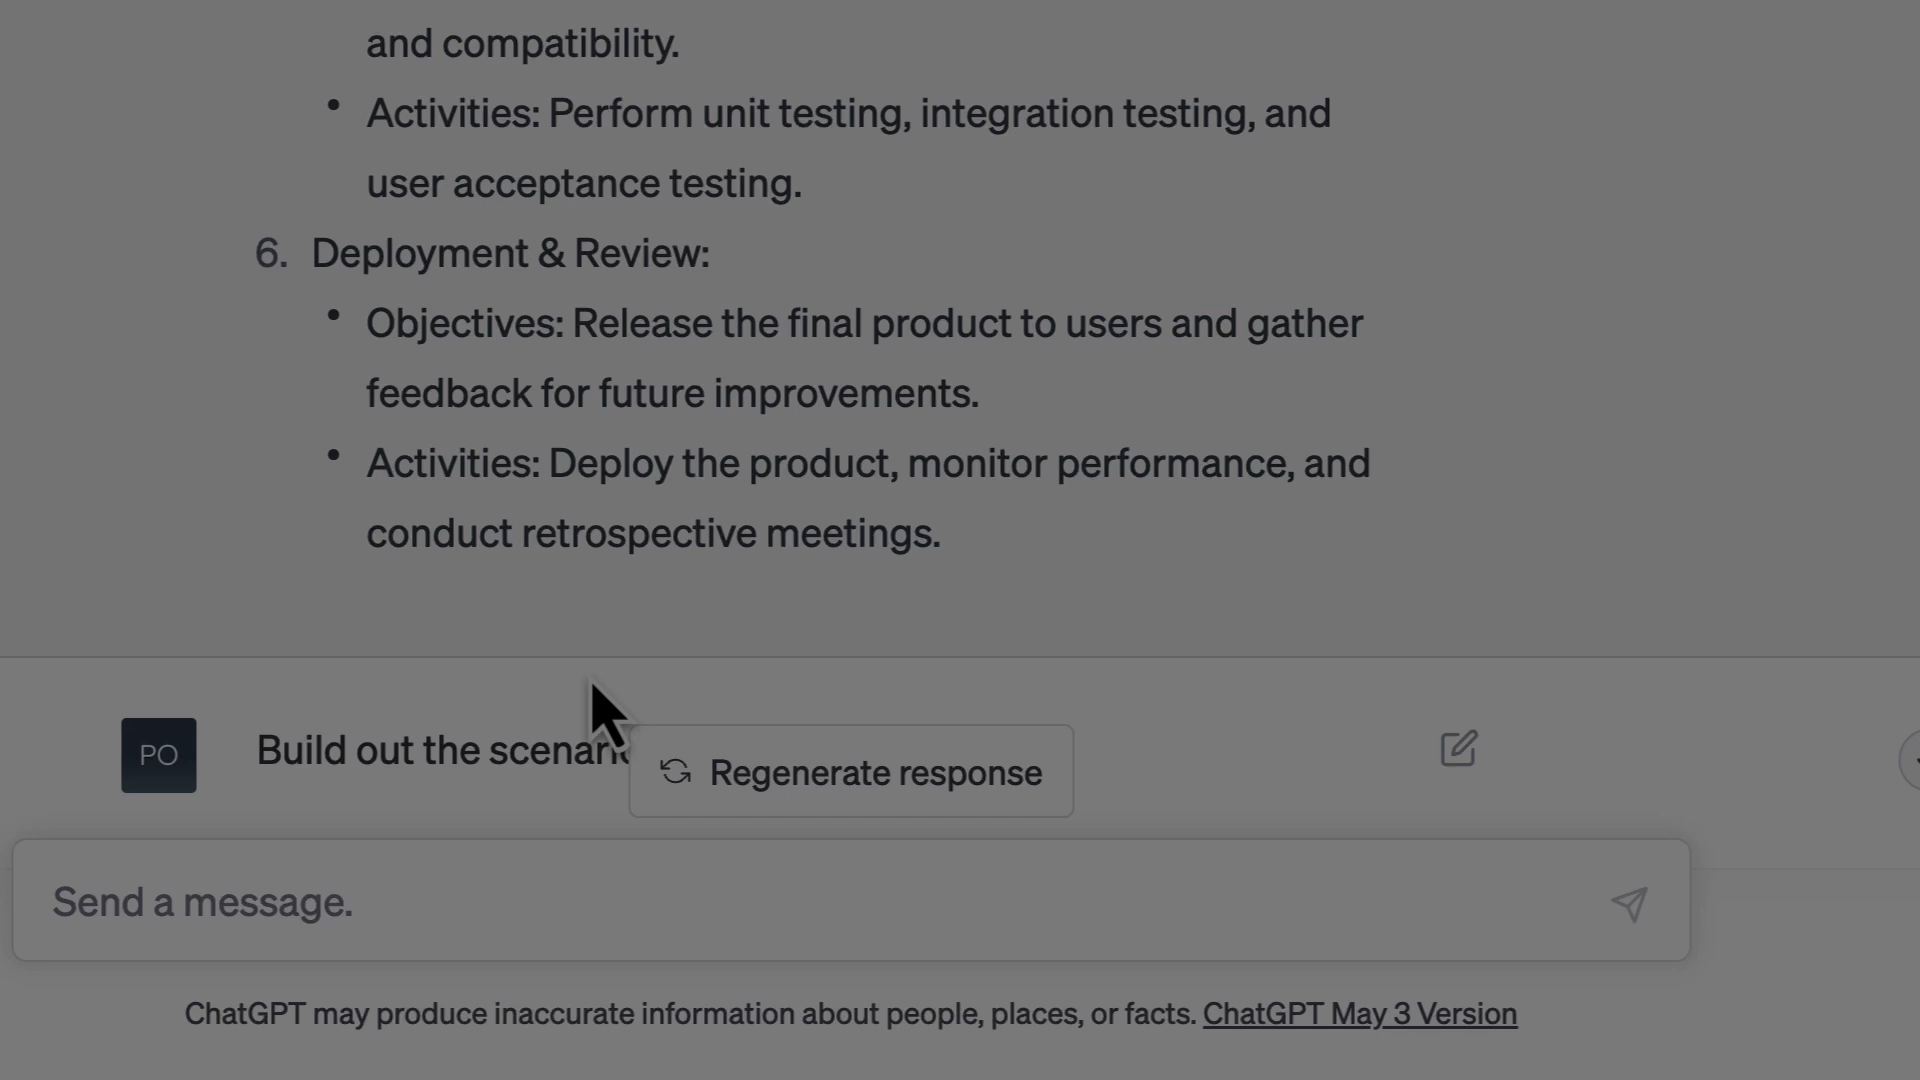 and compatibility.
• Activities: Perform unit testing, integration testing, and
user acceptance testing.
6. Deployment & Review:
• Objectives: Release the final product to users and gather
feedback for future improvements.
• Activities: Deploy the product, monitor performance, and
conduct retrospective meetings.
PO
Build out the
Regenerate response
Send a message.
ChatGPT may produce inaccurate information about people, places, or facts. ChatGPT May 3 Version